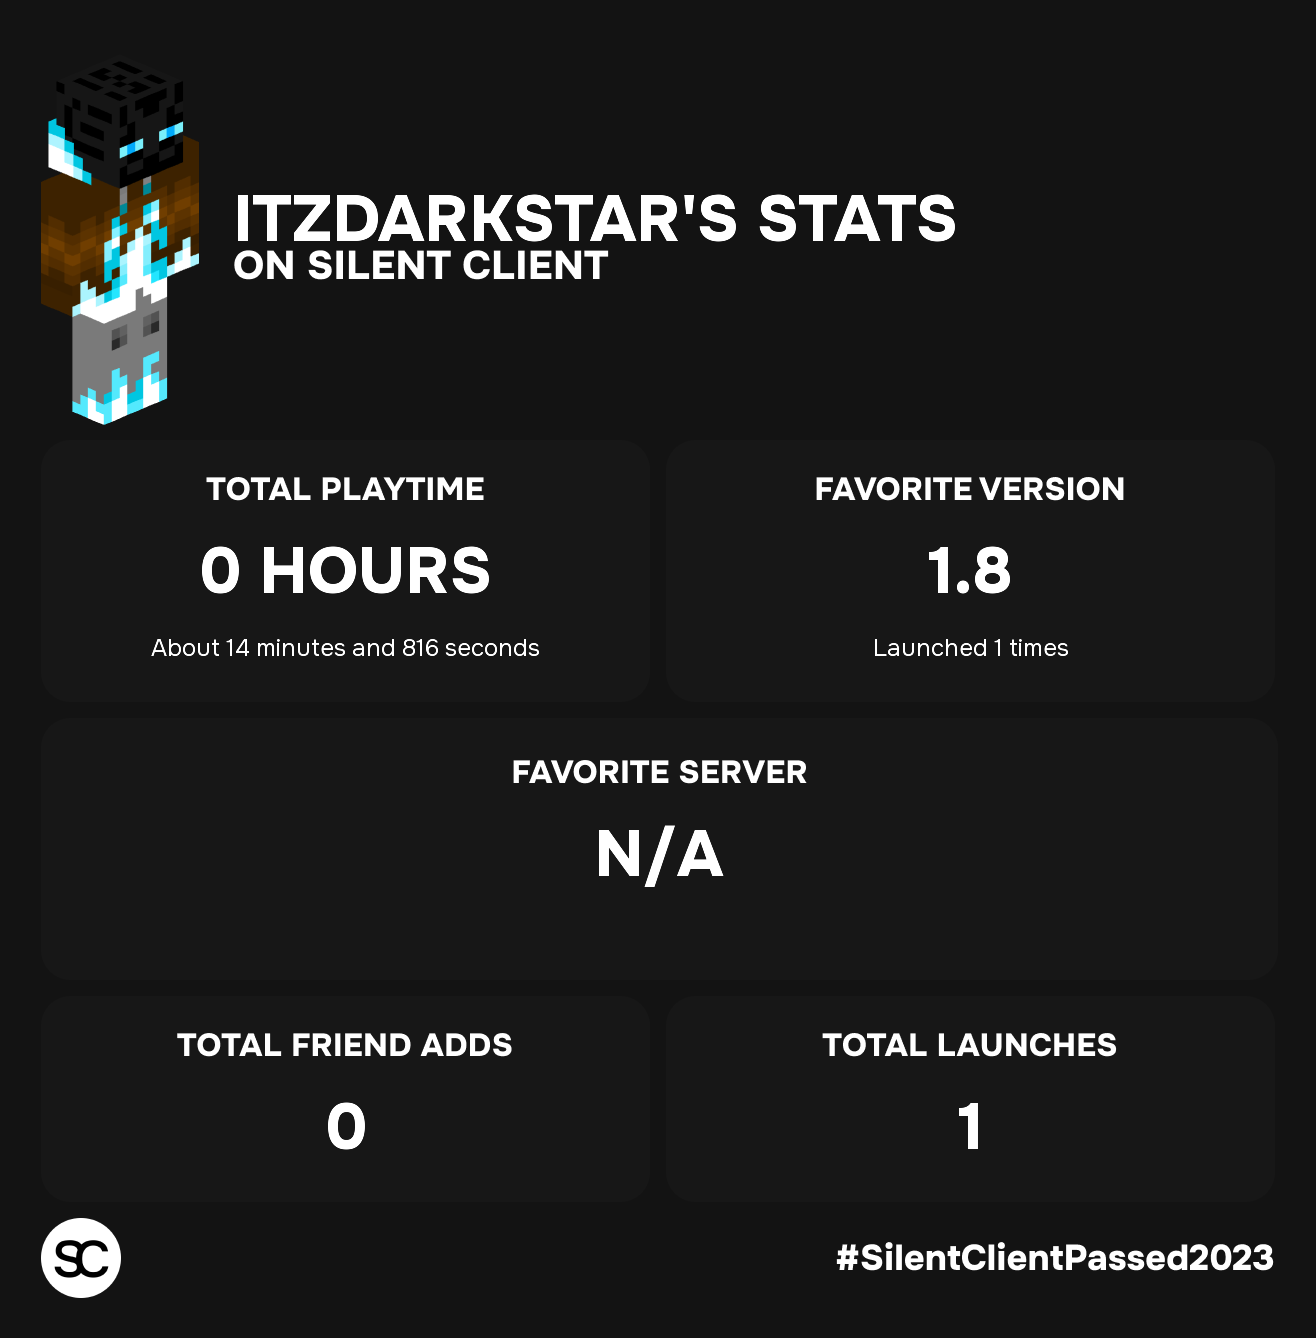 ITZDARKSTAR'S STATS
ON SILENT CLIENT
TOTAL PLAYTIME
0 HOURS
About 14 minutes and 816 seconds
FAVORITE VERSION
1.8
Launched 1 times
FAVORITE SERVER
N/A
TOTAL FRIEND ADDS
0
TOTAL LAUNCHES
1
SC
#SilentClientPassed2023